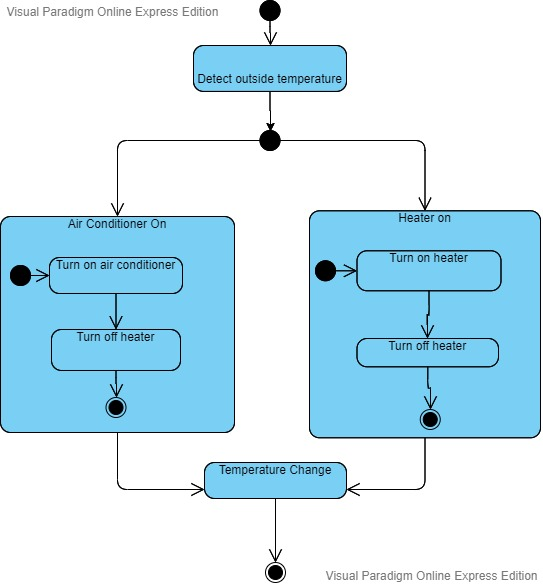 Visual Paradigm Online Express Edition
Detect outside temperature
Air Conditioner On
Turn on air conditioner
Turn off heater
Heater on
Turn on heater
Turn off heater
Temperature Change
Visual Paradigm Online Express Edition